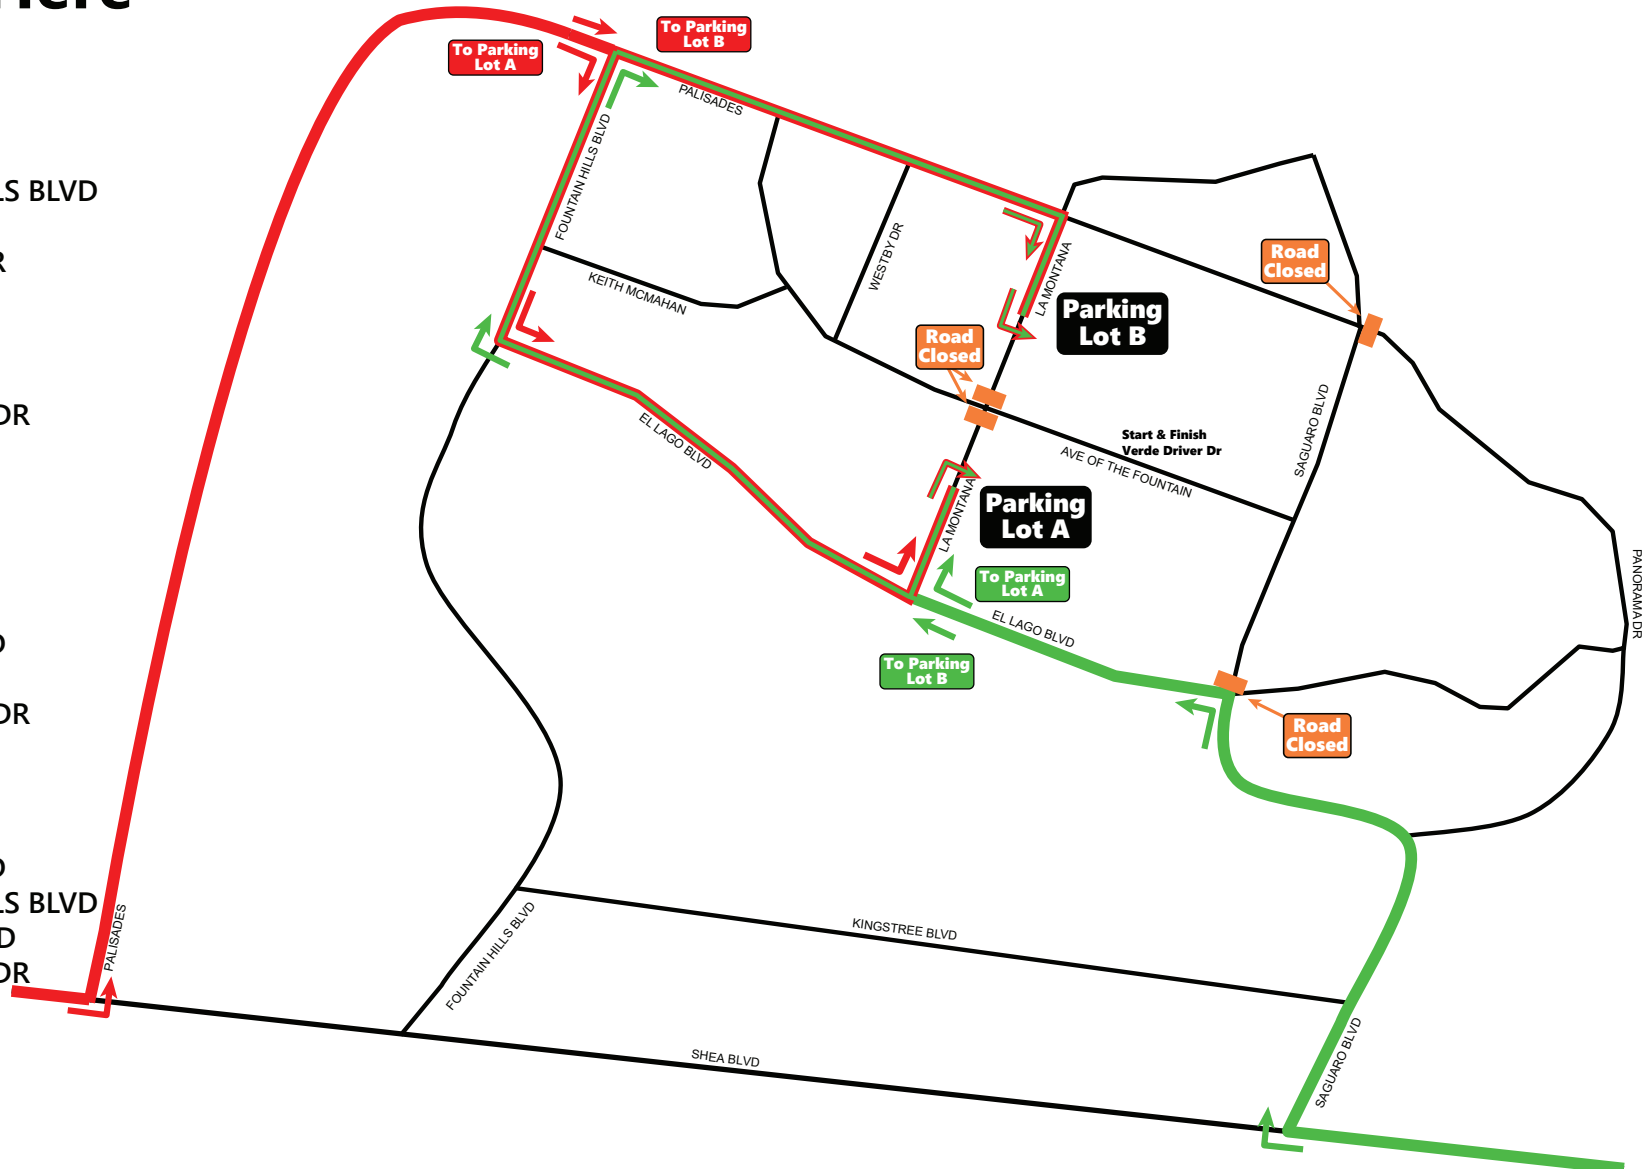 To Parking
Lot B
To Parking
Lot A
PALISADES
FOUNTAIN HILLS BLVD
LS BLVD
WESTBY DR
LA MONTANA
Road
Closed
KEITH MCMAHAN
Parking
Lot B
Road
Closed
DR
EL LAGO BLVD
Start & Finish
Verde Driver Dr
AVE OF THE FOUNTAIN
SAGUARO BLVD
Parking
Lot A
LA MONTANA
To Parking
Lot A
EL LAGO BLVD
PANORAMA DR
To Parking
Lot B
DR
Road
Closed
LS BLVD
DR
PALISADES
FOUNTAIN HILLS BLVD
KINGSTREE BLVD
SHEA BLVD
SAGUARO BLVD